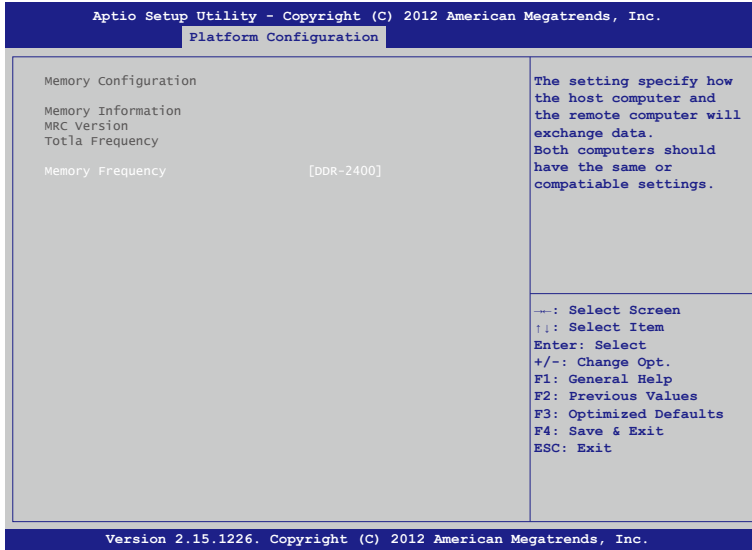 Aptio Setup Utility - Copyright (C) 2012 American Megatrends, Inc.
Platform Configuration
Memory Configuration
Memory Information
MRC Version
Totla Frequency
Memory Frequency [DDR-2400]
The setting specify how
the host computer and
the remote computer will
exchange data.
Both computers should
have the same or
compatiable settings.
→←: Select Screen
↑↓: Select Item
Enter: Select
+/-: Change Opt.
F1: General Help
F2: Previous Values
F3: Optimized Defaults
F4: Save & Exit
ESC: Exit
Version 2.15.1226. Copyright (C) 2012 American Megatrends, Inc.